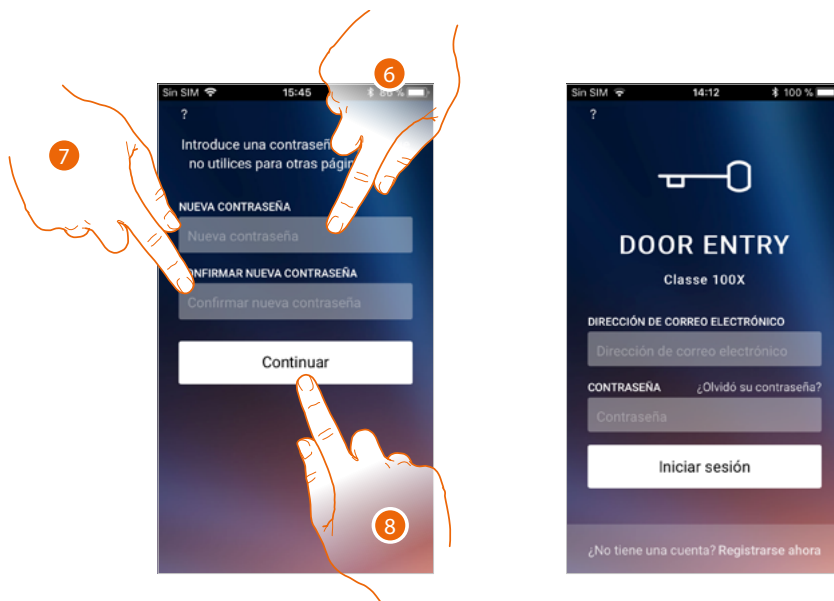 6
Sin SIM
15:45
86 %
?
Introduce una contraseñ
no utilices para otras págin
7
NUEVA CONTRASEÑA
Nueva contraseña
ONFIRMAR NUEVA CONTRASEÑA
Confirmar nueva contraseña
Continuar
8
Sin SIM
14:12
100 %
?
DOOR ENTRY
Classe 100X
DIRECCIÓN DE CORREO ELECTRÓNICO
Dirección de correo electrónico
CONTRASEÑA ¿Olvidó su contraseña?
Contraseña
Iniciar sesión
¿No tiene una cuenta? Registrarse ahora